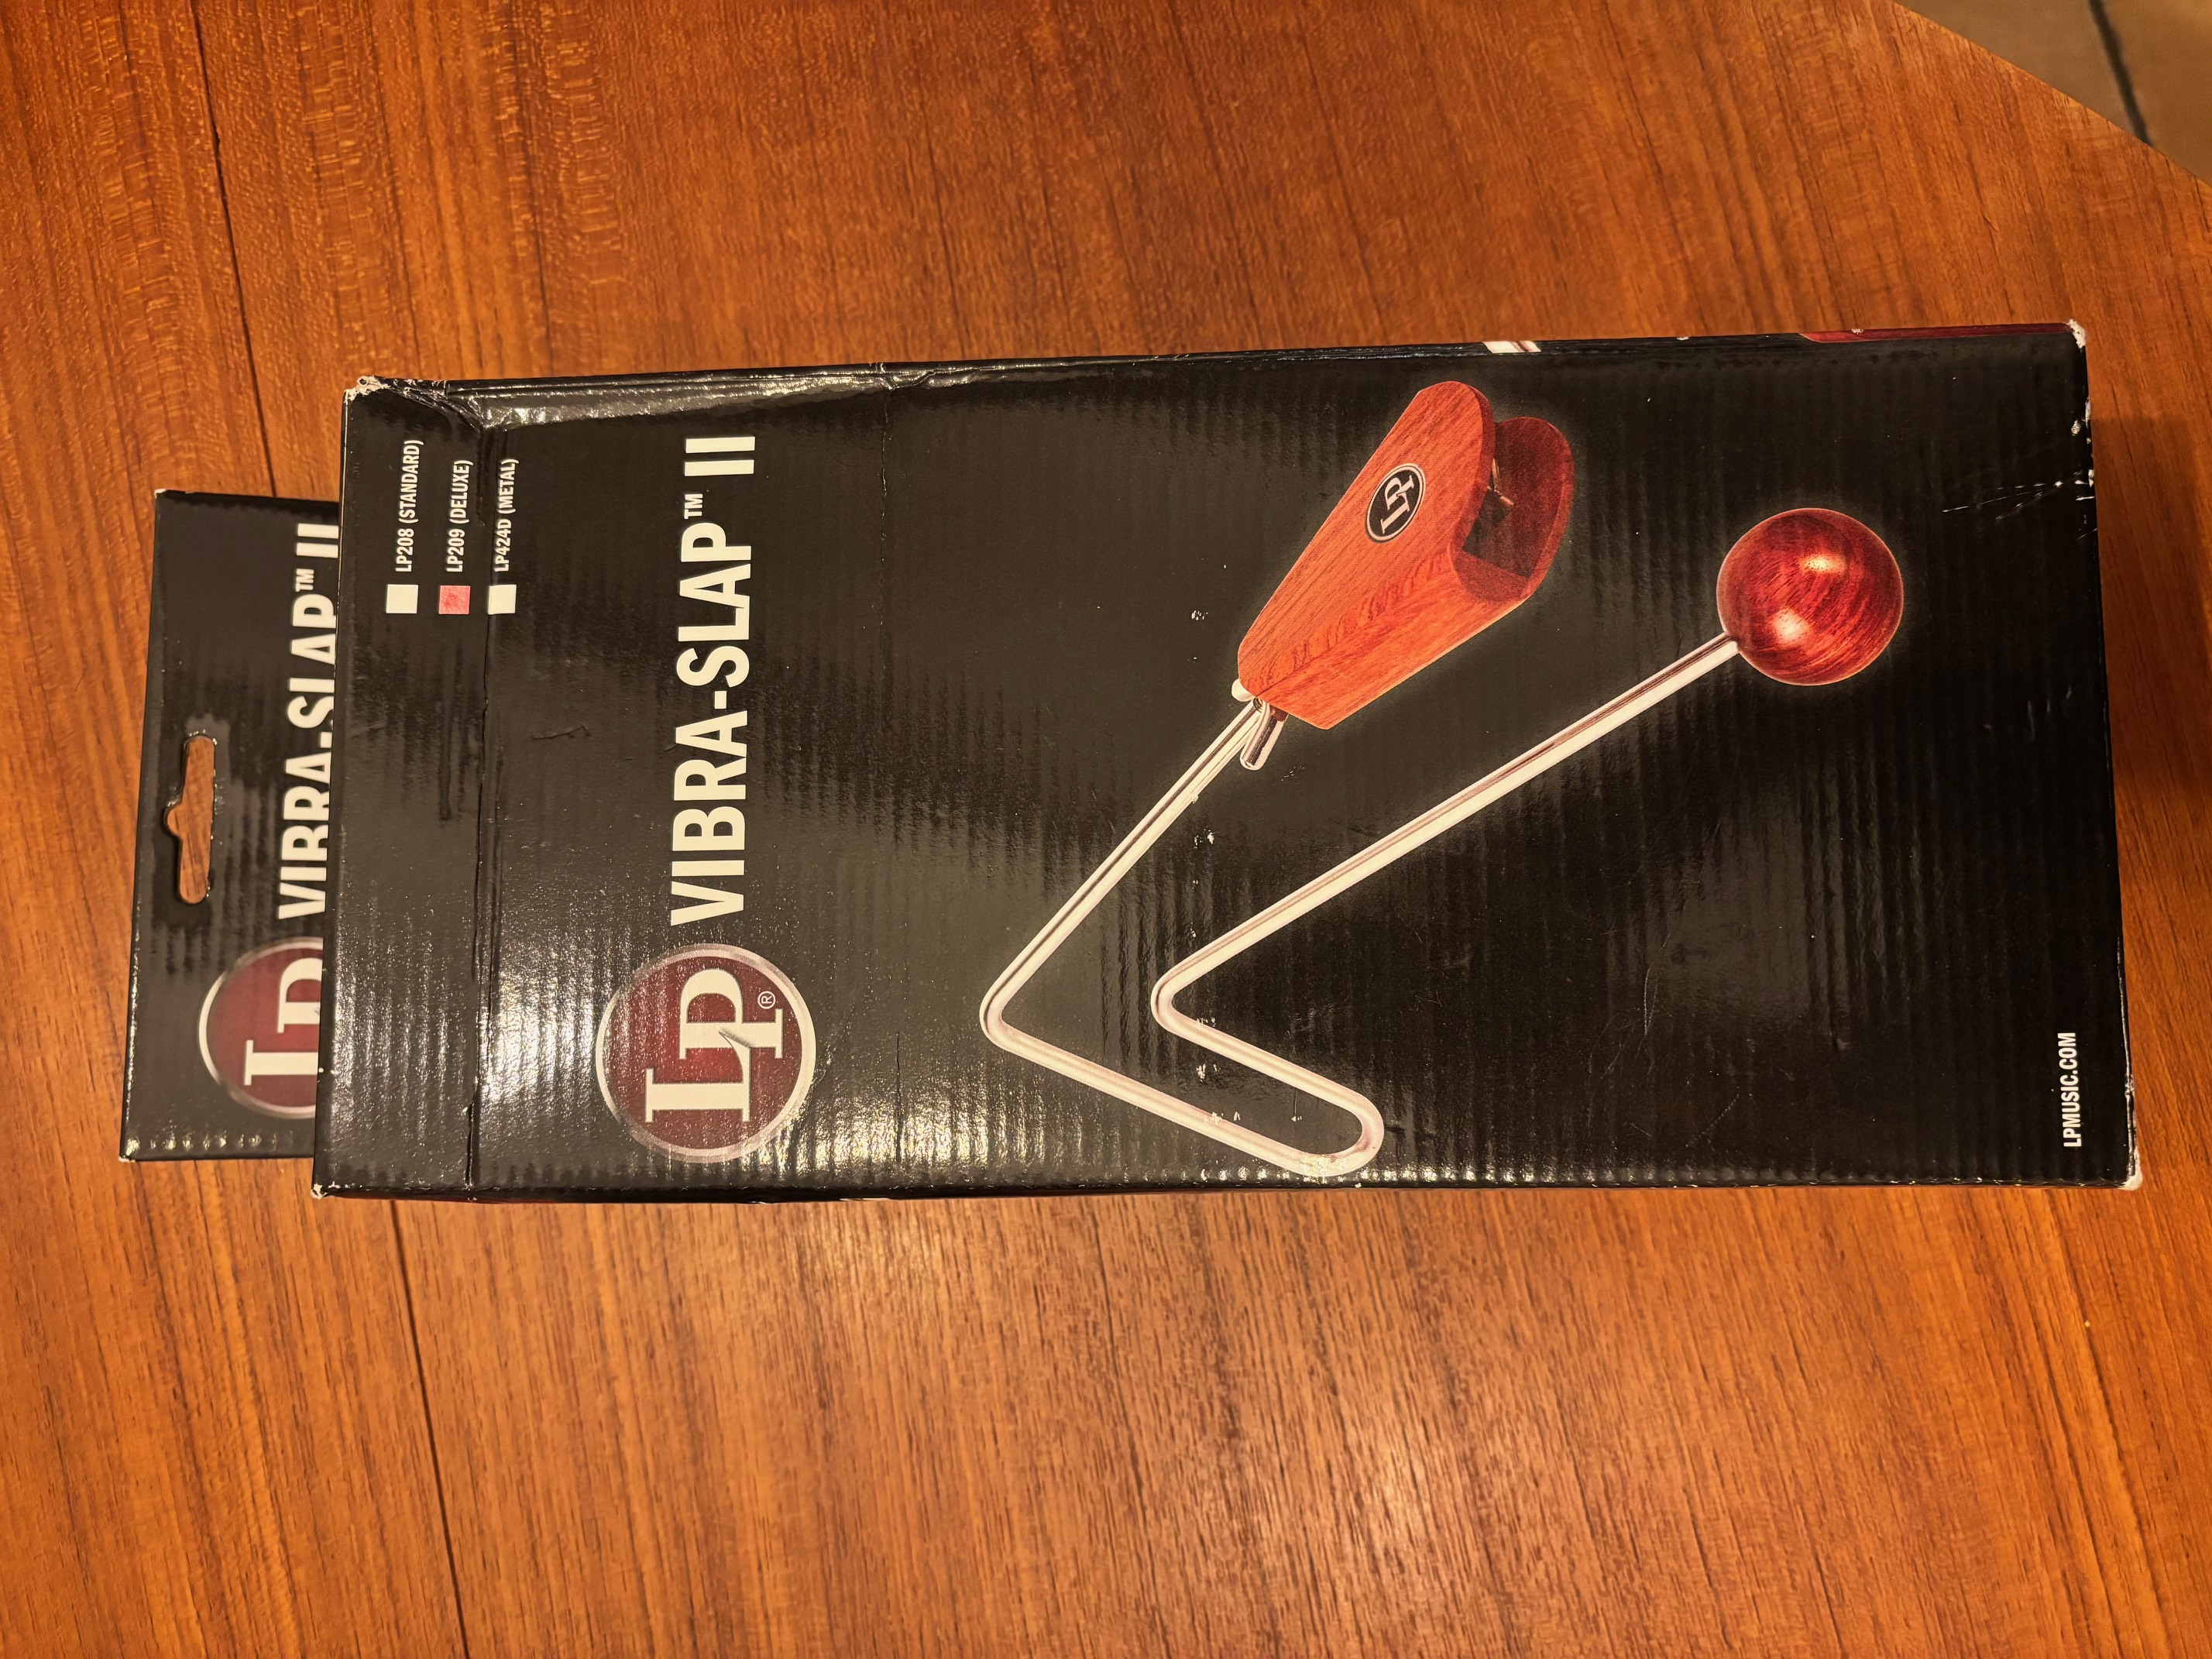 LP VIBRA-SLAP™ II
LP208 (STANDARD)
LP209 (DELUXE)
LP424D (METAL)
LP® VIBRA-SLAP™ II
LP
LPMUSIC.COM